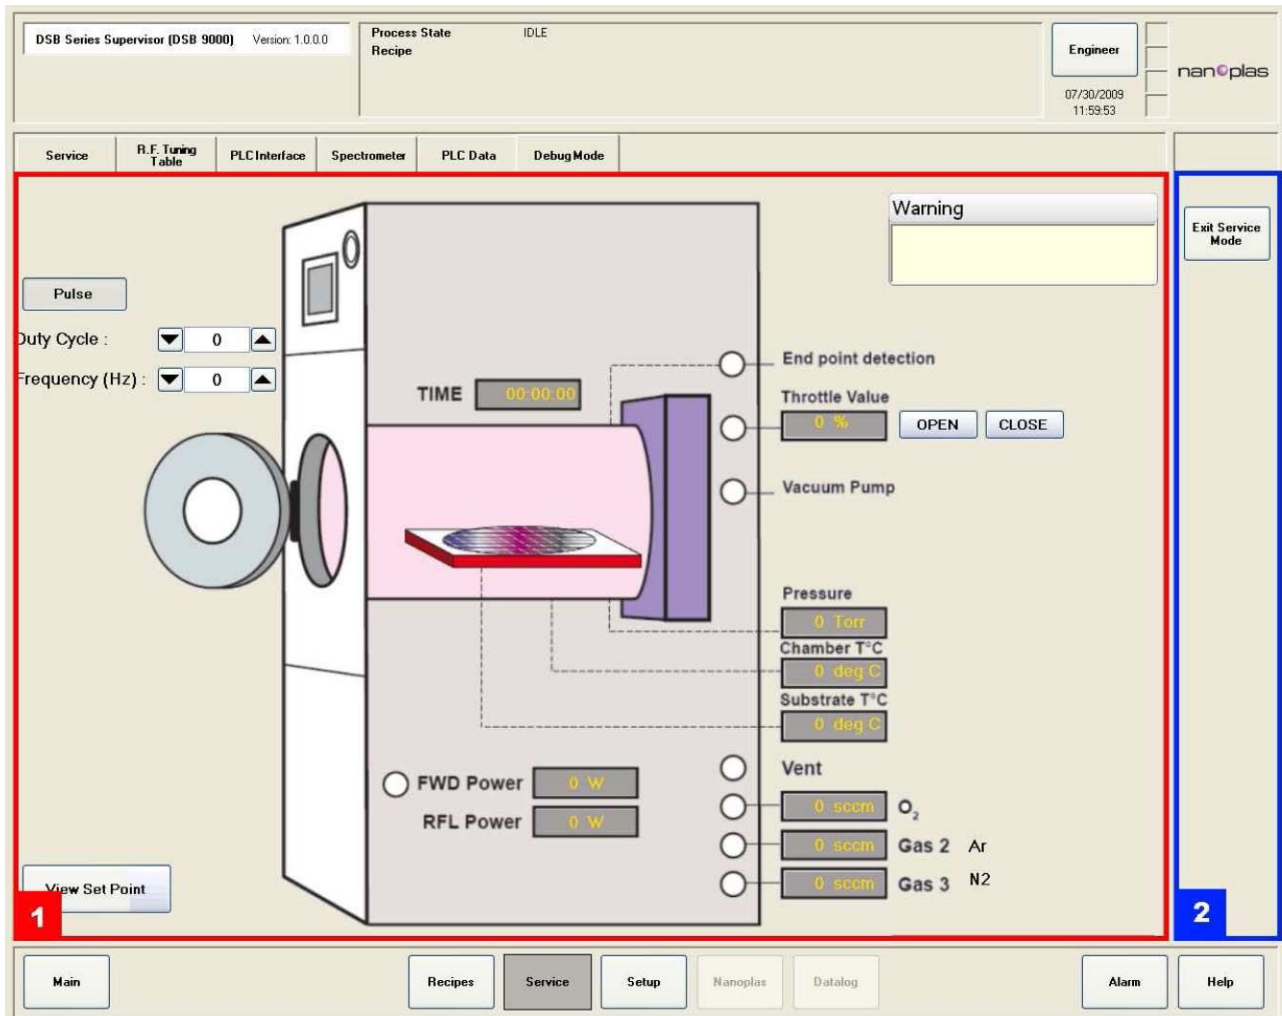 DSB Series Supervisor (DSB 9000) Version: 1.0.0.0
Process State IDLE
Recipe
Engineer
07/30/2009
11:59:53
nanoplas
Service
R.F. Tuning
Table
PLC Interface
Spectrometer
PLC Data
Debug Mode
Warning
Exit Service
Mode
Pulse
Duty Cycle : 0
Frequency (Hz) : 0
TIME 00:00:00
End point detection
Throttle Value
0 % OPEN CLOSE
Vacuum Pump
Pressure
0 Torr
Chamber T°C
0 deg C
Substrate T°C
0 deg C
FWD Power 0 W
RFL Power 0 W
Vent
0 sccm O2
0 sccm Gas 2 Ar
0 sccm Gas 3 N2
View Set Point
1
2
Main
Recipes
Service
Setup
Nanoplas
Datalog
Alarm
Help